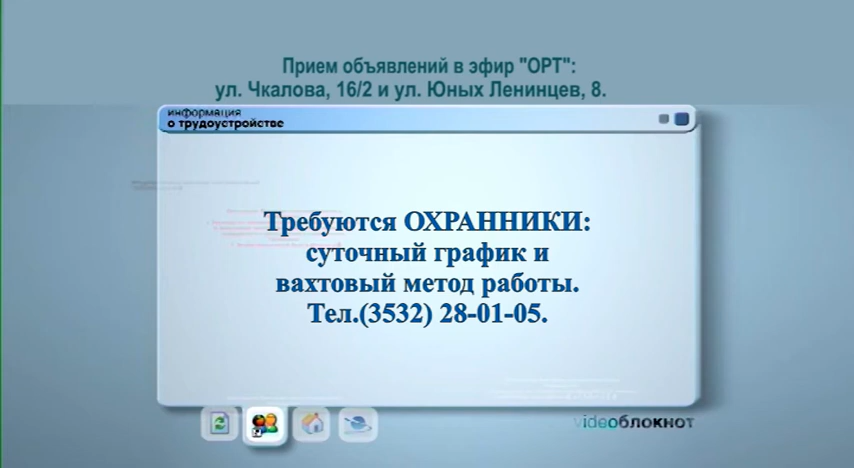 Прием объявлений в эфир "ОРТ":
ул. Чкалова, 16/2 и ул. Юных Ленинцев, 8.
информация
о трудоустройстве
Требуются ОХРАННИКИ:
суточный график и
вахтовый метод работы.
Тел.(3532) 28-01-05.
videoблокнот